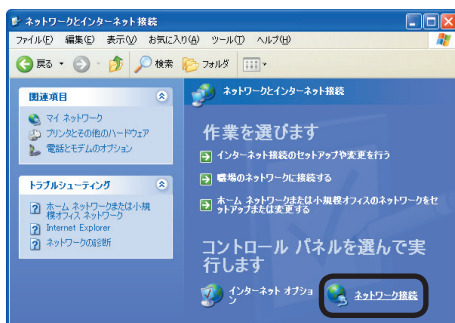 ネットワークとインターネット接続
ファイル(F) 編集(E) 表示(V) お気に入り(A) ツール(T) ヘルプ(H)
戻る 検索 フォルダ
関連項目
マイ ネットワーク
プリンタとその他のハードウェア
電話とモデムのオプション
トラブルシューティング
ホーム ネットワークまたは小規
模オフィス ネットワーク
Internet Explorer
ネットワークの診断
ネットワークとインターネット接続
作業を選びます
インターネット接続のセットアップや変更を行う
職場のネットワークに接続する
ホーム ネットワークまたは小規模オフィスのネットワークをセ
ットアップまたは変更する
コントロール パネルを選んで実
行します
インターネット オプショ
ン
ネットワーク接続